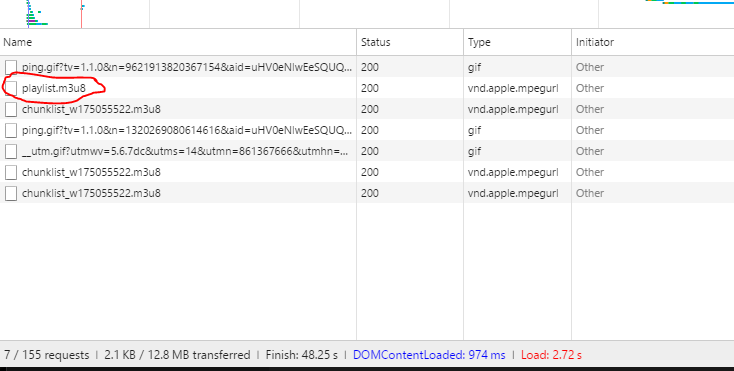 Name Status Type Initiator
ping.gif?tv=1.1.0&n=9621913820367154&aid=uHV0eNIwEeSQUQ... 200 gif Other
playlist.m3u8 200 vnd.apple.mpegurl Other
chunklist_w175055522.m3u8 200 vnd.apple.mpegurl Other
ping.gif?tv=1.1.0&n=1320269080614616&aid=uHV0eNIwEeSQUQ... 200 gif Other
__utm.gif?utmwv=5.6.7dc&utms=14&utmn=861367666&utmhn=... 200 gif Other
chunklist_w175055522.m3u8 200 vnd.apple.mpegurl Other
chunklist_w175055522.m3u8 200 vnd.apple.mpegurl Other
7 / 155 requests | 2.1 KB / 12.8 MB transferred | Finish: 48.25 s | DOMContentLoaded: 974 ms | Load: 2.72 s